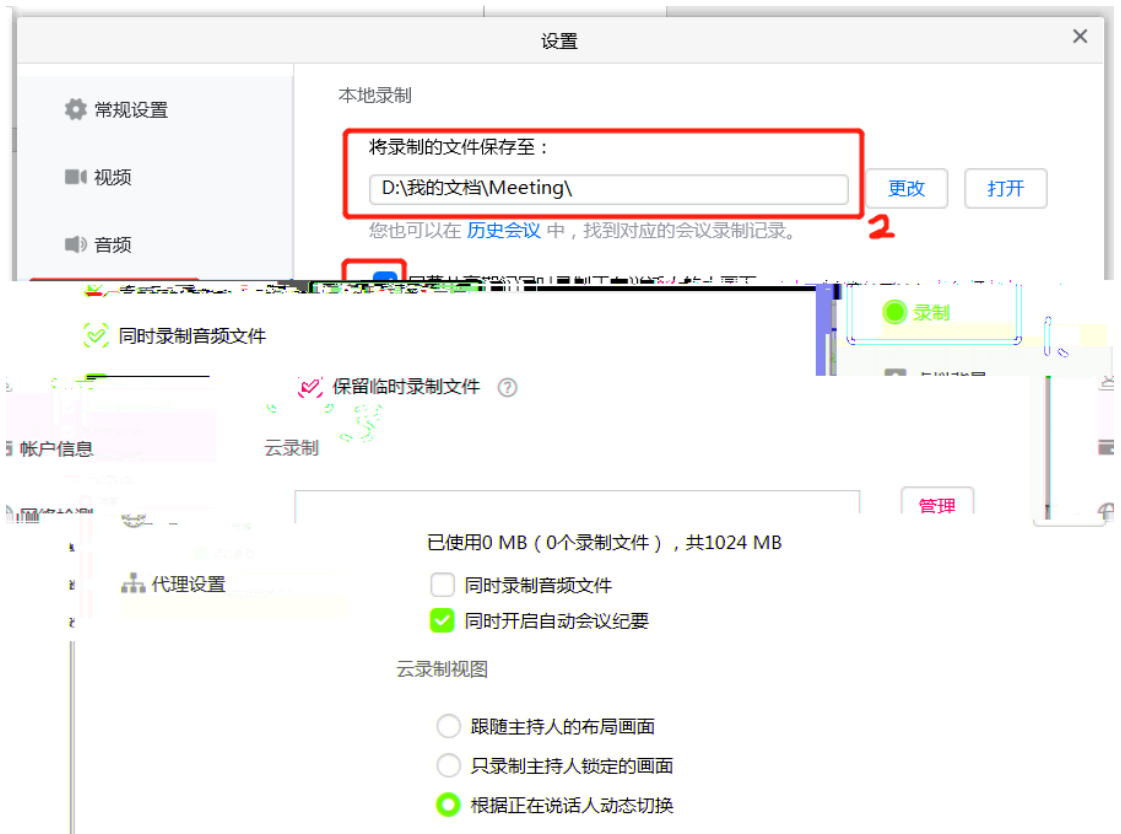 设置
常规设置
本地录制
将录制的文件保存至：
视频
D:\我的文档\Meeting\
更改
打开
您也可以在 历史会议 中，找到对应的会议录制记录。
2
音频
录制
同时录制音频文件
保留临时录制文件
帐户信息
云录制
管理
已使用0 MB（0个录制文件），共1024 MB
代理设置
同时录制音频文件
同时开启自动会议纪要
云录制视图
跟随主持人的布局画面
只录制主持人锁定的画面
根据正在说话人动态切换